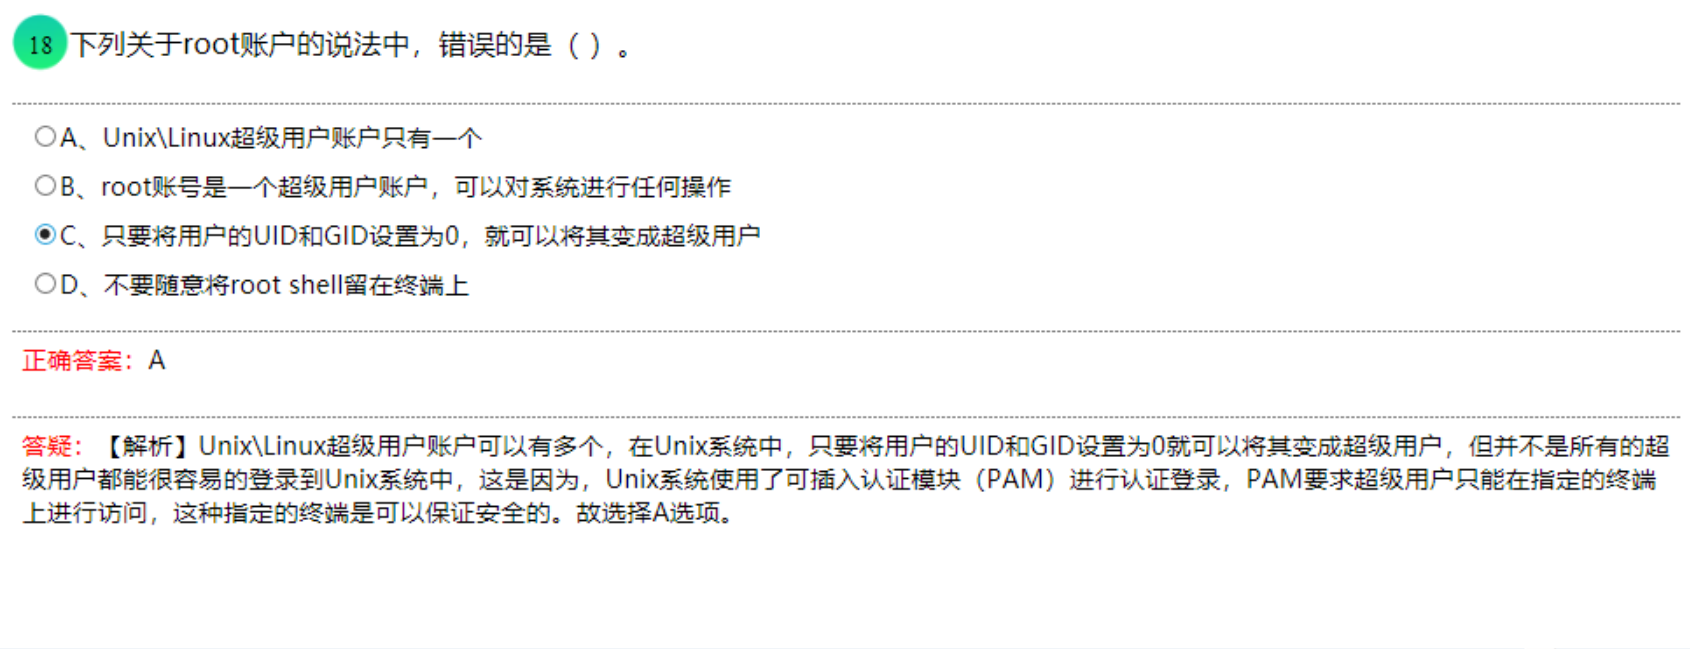 18 下列关于root账户的说法中，错误的是（ ）。
A、Unix\Linux超级用户账户只有一个
B、root账号是一个超级用户账户，可以对系统进行任何操作
C、只要将用户的UID和GID设置为0，就可以将其变成超级用户
D、不要随意将root shell留在终端上
正确答案：A
答疑：【解析】Unix\Linux超级用户账户可以有多个，在Unix系统中，只要将用户的UID和GID设置为0就可以将其变成超级用户，但并不是所有的超
级用户都能很容易的登录到Unix系统中，这是因为，Unix系统使用了可插入认证模块（PAM）进行认证登录，PAM要求超级用户只能在指定的终端
上进行访问，这种指定的终端是可以保证安全的。故选择A选项。